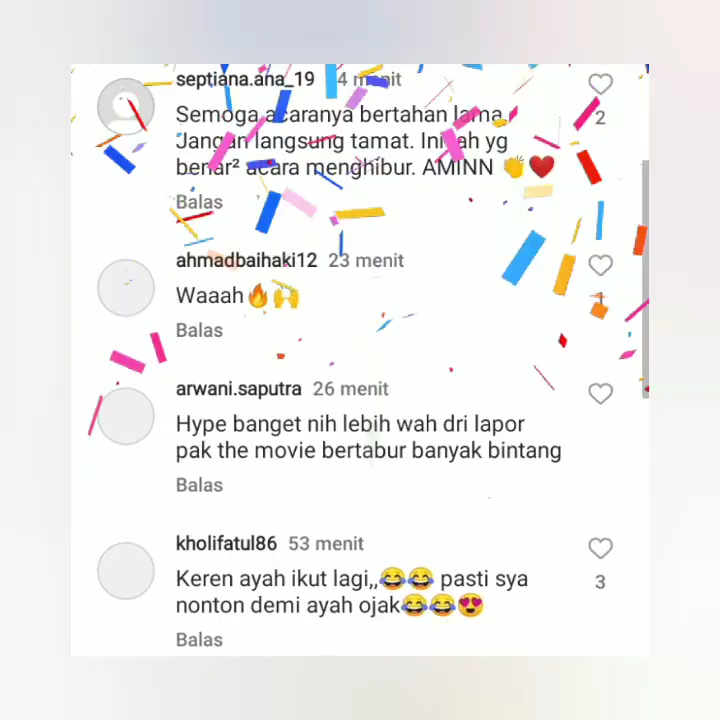 septiana.ana_19 4 menit
Semoga acaranya bertahan lama,
2
Jangan langsung tamat. Inilah yg
benar² acara menghibur. AMINN 👏❤️
Balas
ahmadbaihaki12 23 menit
Waaah🔥🙌
Balas
arwani.saputra 26 menit
Hype banget nih lebih wah dri lapor
pak the movie bertabur banyak bintang
Balas
kholifatul86 53 menit
Keren ayah ikut lagi,,😂😂 pasti sya
3
nonton demi ayah ojak😂😂😍
Balas